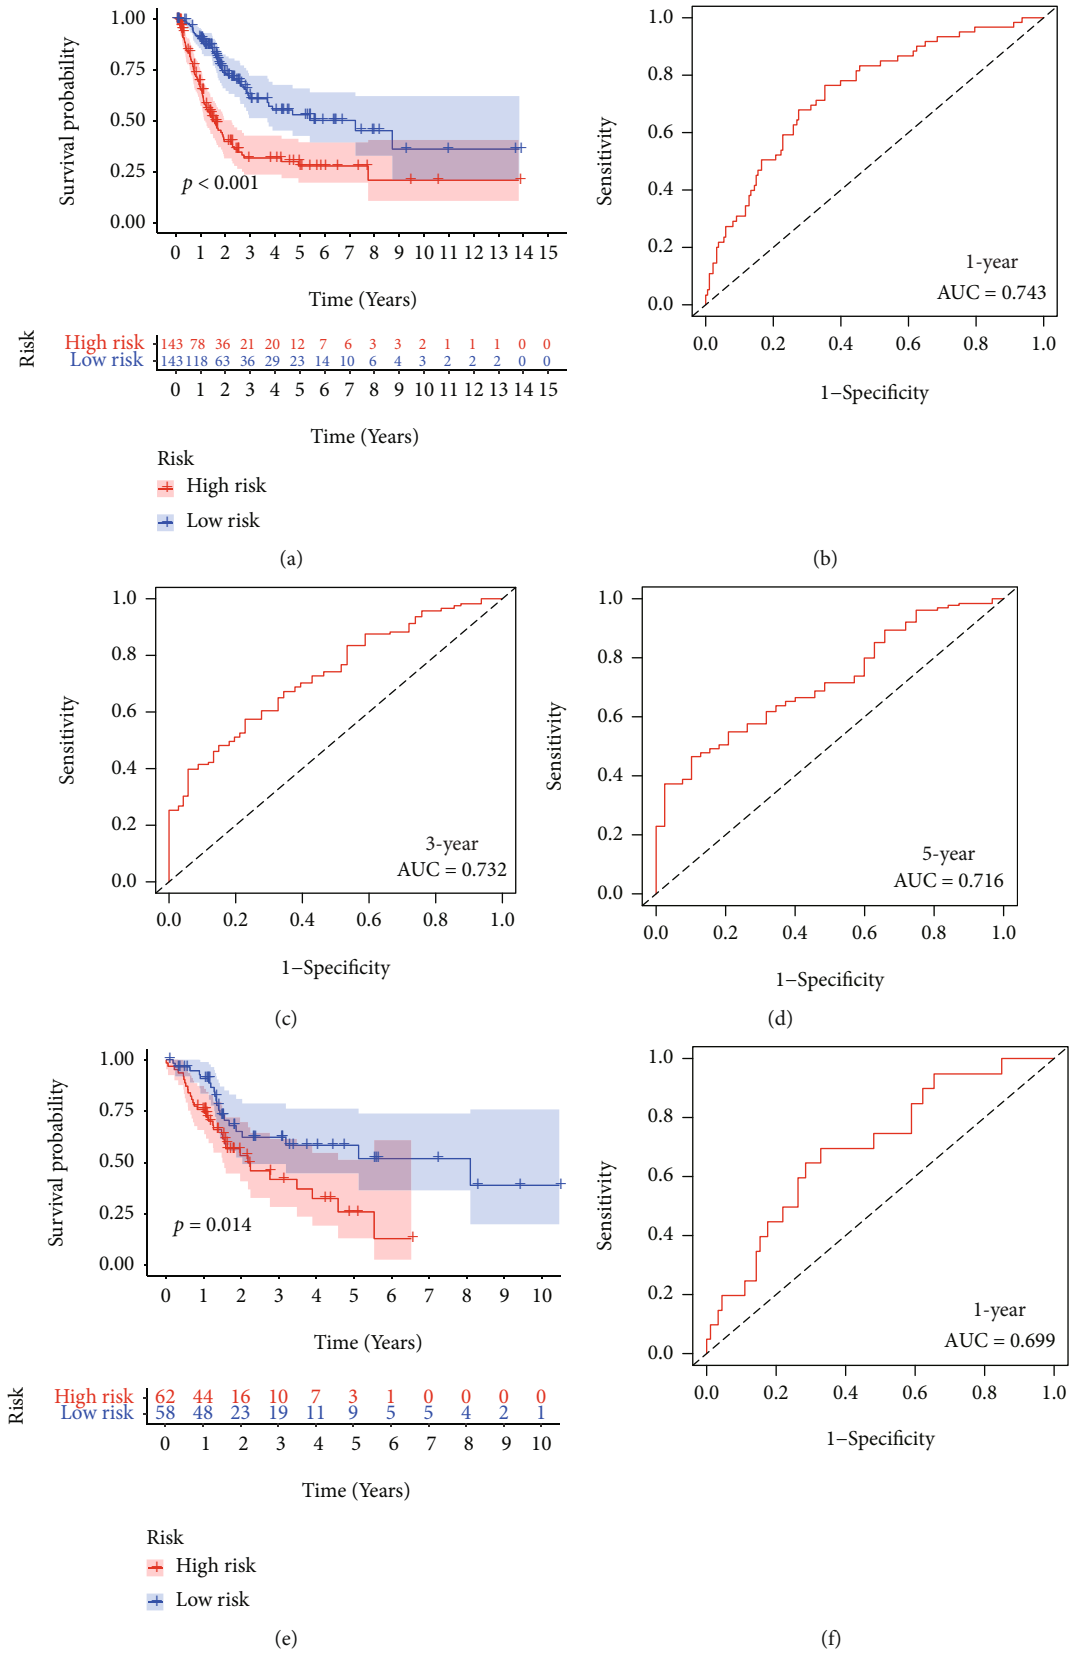 1.00
0.75
0.50
0.25
0.00
Survival probability
p < 0.001
0 1 2 3 4 5 6 7 8 9 10 11 12 13 14 15
Time (Years)
Risk
High risk 143 78 36 21 20 12 7 6 3 3 2 1 1 1 0 0
Low risk 143 118 63 36 29 23 14 10 6 4 3 2 2 2 0 0
0 1 2 3 4 5 6 7 8 9 10 11 12 13 14 15
Time (Years)
Risk
High risk
Low risk
(a)
1.0
0.8
0.6
0.4
0.2
0.0
Sensitivity
1-year
AUC = 0.743
0.0 0.2 0.4 0.6 0.8 1.0
1−Specificity
(b)
1.0
0.8
0.6
0.4
0.2
0.0
Sensitivity
3-year
AUC = 0.732
0.0 0.2 0.4 0.6 0.8 1.0
1−Specificity
(c)
1.0
0.8
0.6
0.4
0.2
0.0
Sensitivity
5-year
AUC = 0.716
0.0 0.2 0.4 0.6 0.8 1.0
1−Specificity
(d)
1.00
0.75
0.50
0.25
0.00
Survival probability
p = 0.014
0 1 2 3 4 5 6 7 8 9 10
Time (Years)
Risk
High risk 62 44 16 10 7 3 1 0 0 0 0
Low risk 58 48 23 19 11 9 5 5 4 2 1
0 1 2 3 4 5 6 7 8 9 10
Time (Years)
Risk
High risk
Low risk
(e)
1.0
0.8
0.6
0.4
0.2
0.0
Sensitivity
1-year
AUC = 0.699
0.0 0.2 0.4 0.6 0.8 1.0
1−Specificity
(f)